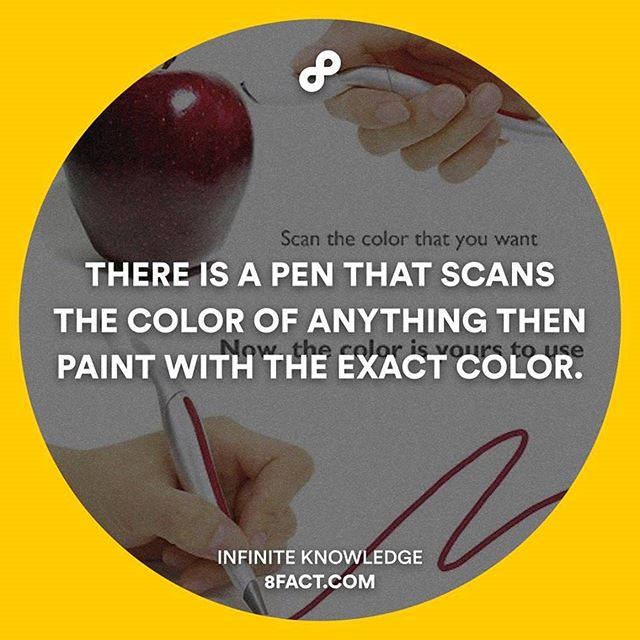 Scan the color that you want
THERE IS A PEN THAT SCANS
THE COLOR OF ANYTHING THEN
Now, the color is yours to use
PAINT WITH THE EXACT COLOR.
INFINITE KNOWLEDGE
8FACT.COM